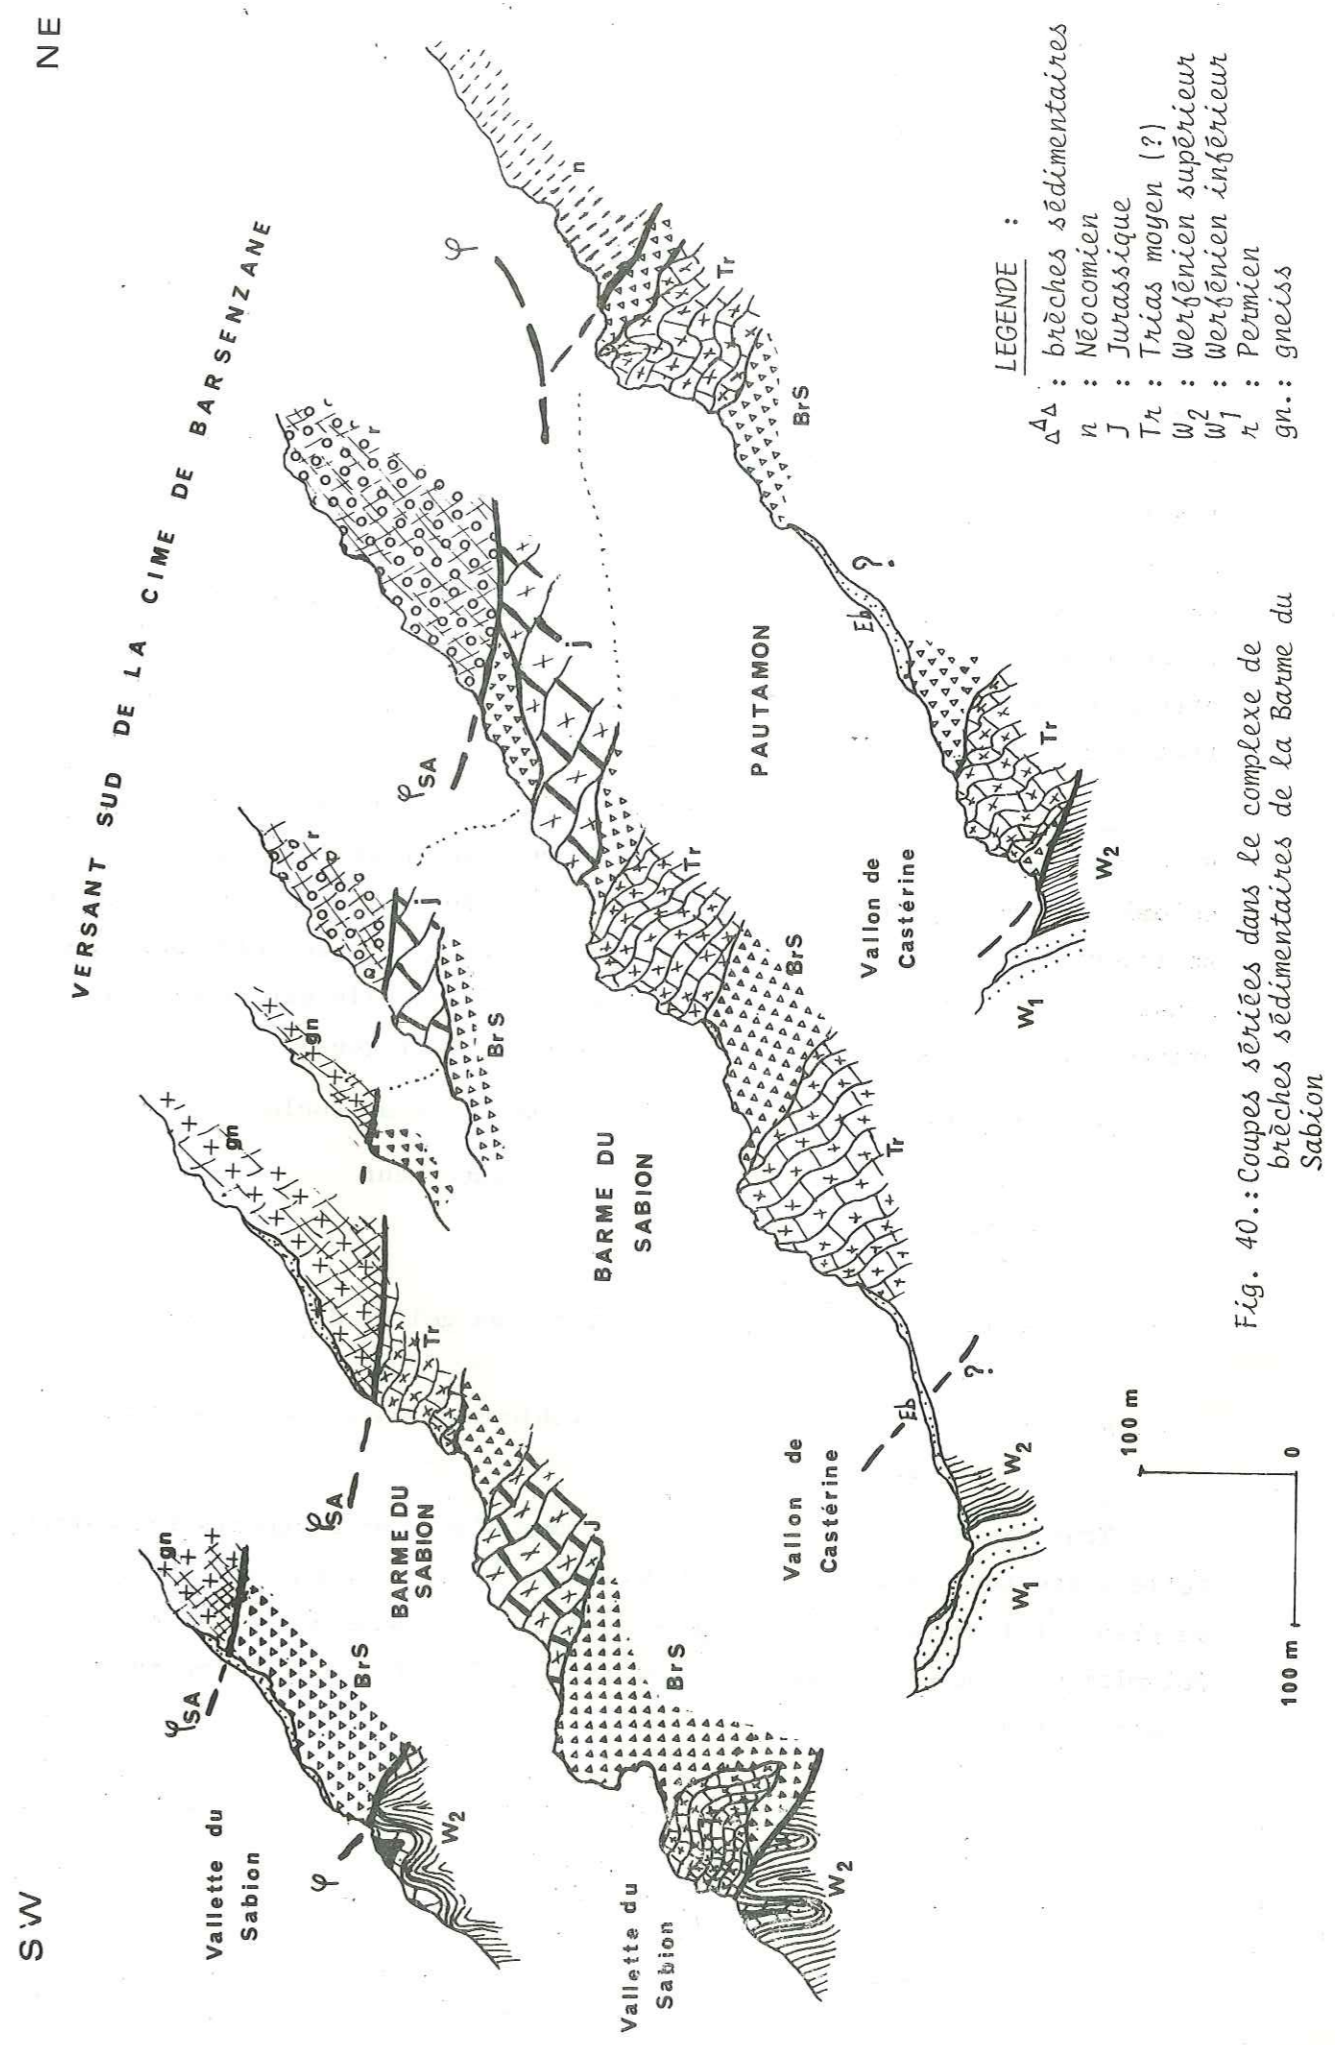 SW
NE
VERSANT SUD DE LA CIME DE BARSENZANE
gn
φSA
BrS
φ
W2
Vallette du
Sabion
gn
φSA
Tr
BARME DU
SABION
J
BrS
W2
Vallette du
Sabion
gn
r
j
BrS
r
φSA
j
Tr
BrS
Tr
BARME DU
SABION
Eb
?
Vallon de
Castérine
W2
W1
φ
n
Tr
BrS
PAUTAMON
Eb
?
Tr
Vallon de
Castérine
W2
W1
LEGENDE :
ΔΔΔ : brèches sédimentaires
n : Néocomien
J : Jurassique
Tr : Trias moyen (?)
W2 : Werfénien supérieur
W1 : Werfénien inférieur
r : Permien
gn.: gneiss
100 m
0
100 m
Fig. 40.: Coupes sériées dans le complexe de
brèches sédimentaires de la Barme du
Sabion